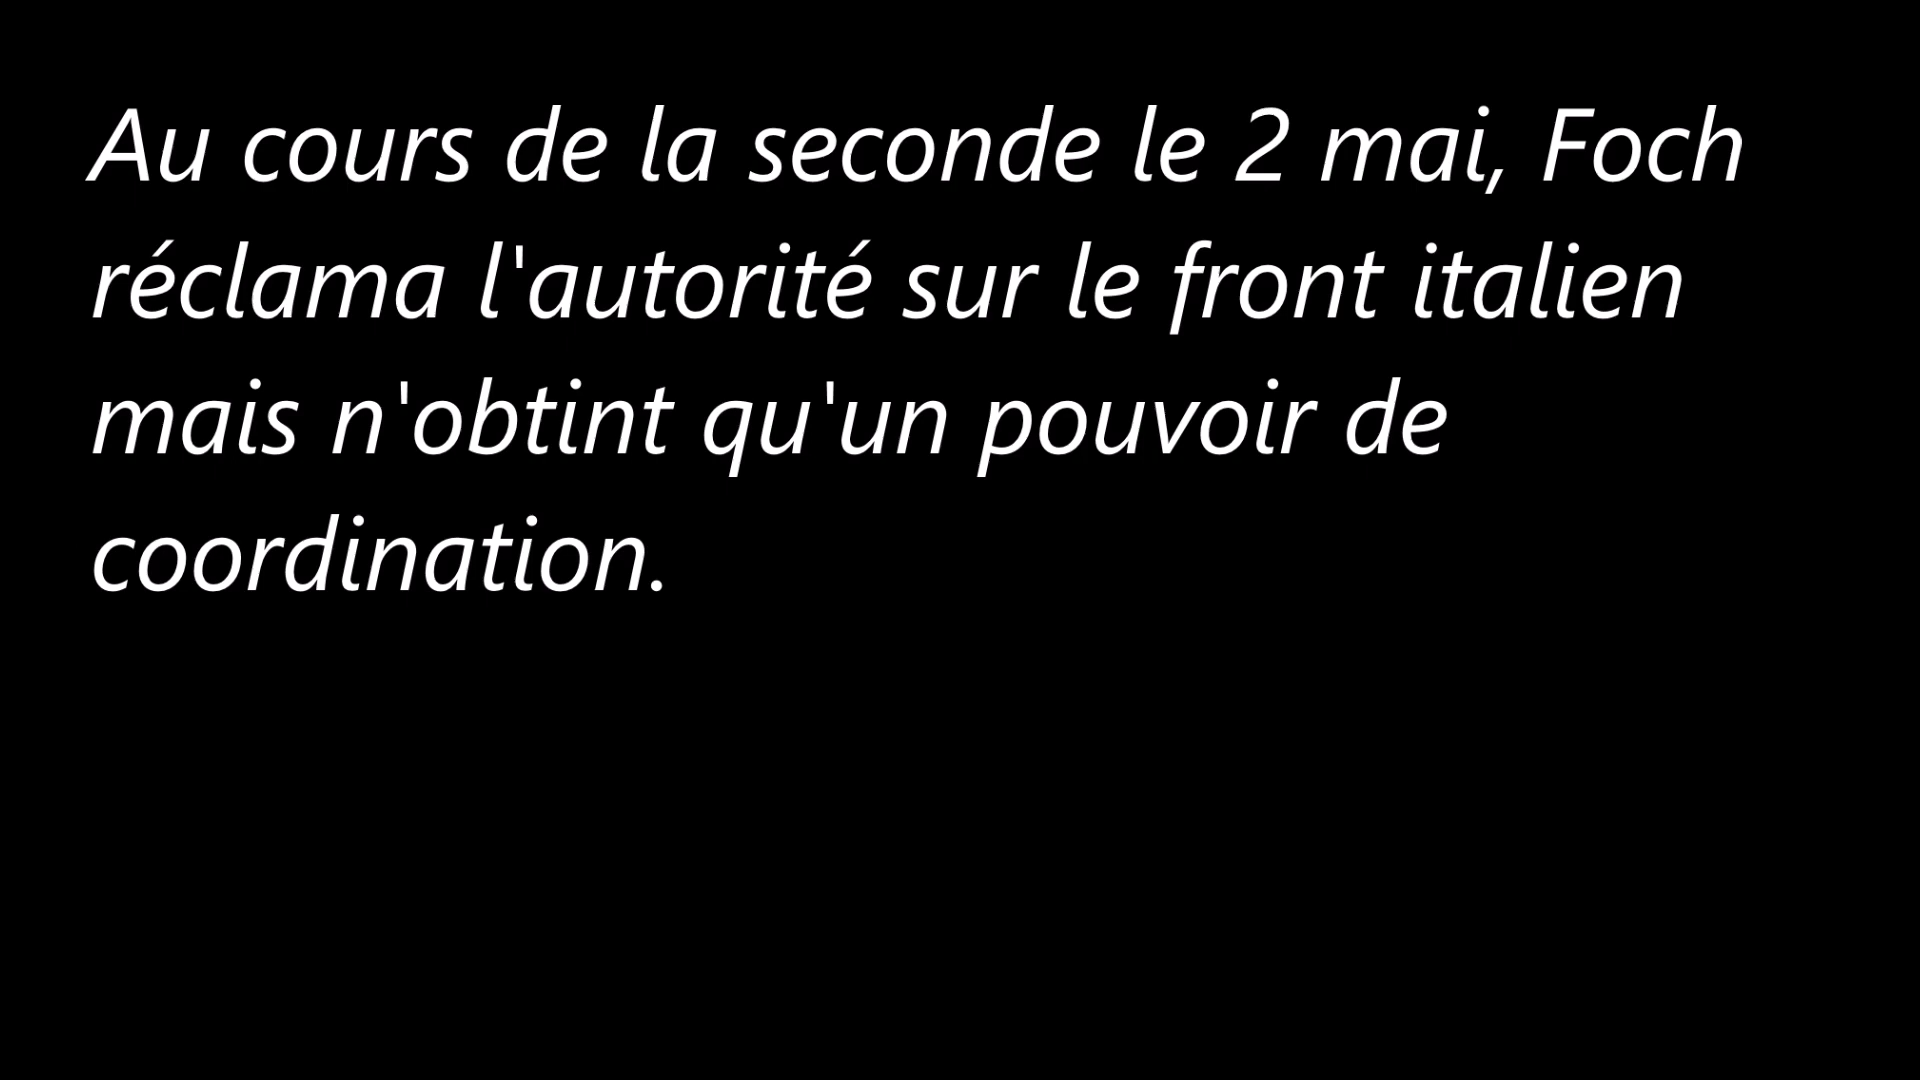 Au cours de la seconde le 2 mai, Foch
réclama l'autorité sur le front italien
mais n'obtint qu'un pouvoir de
coordination.